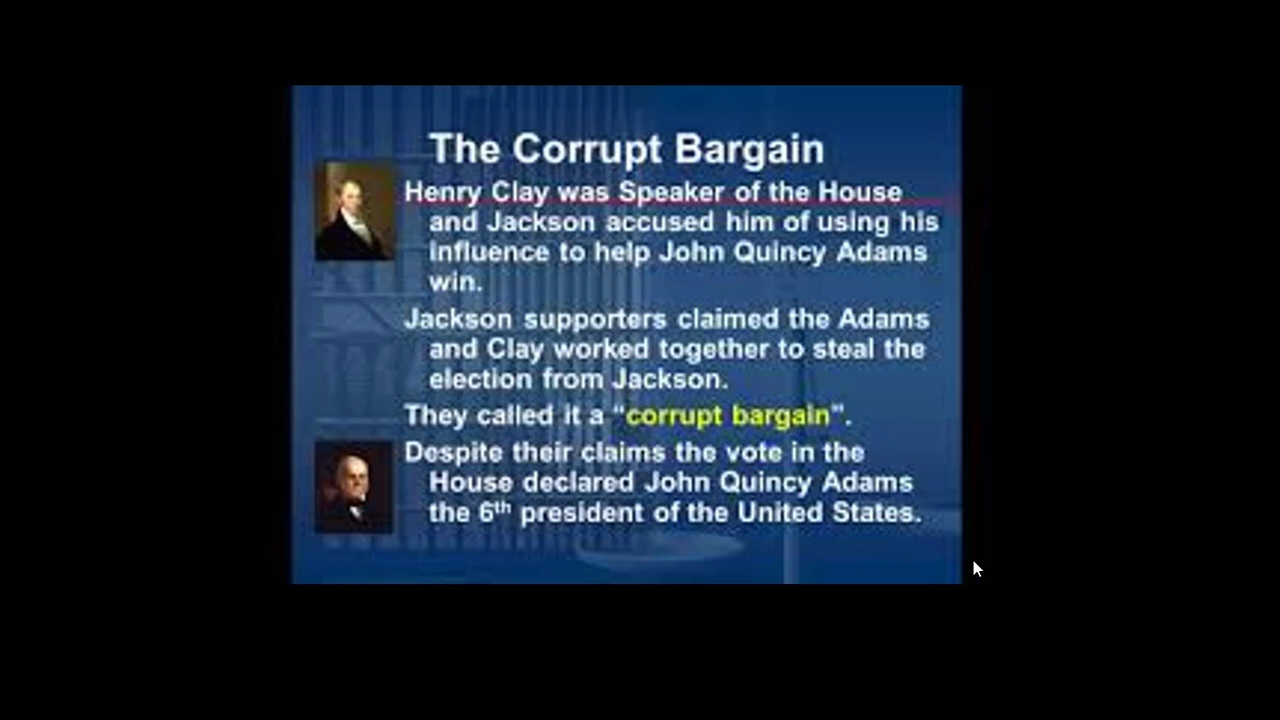 The Corrupt Bargain
Henry Clay was Speaker of the House
and Jackson accused him of using his
influence to help John Quincy Adams
win.
Jackson supporters claimed the Adams
and Clay worked together to steal the
election from Jackson.
They called it a “corrupt bargain”.
Despite their claims the vote in the
House declared John Quincy Adams
the 6th president of the United States.